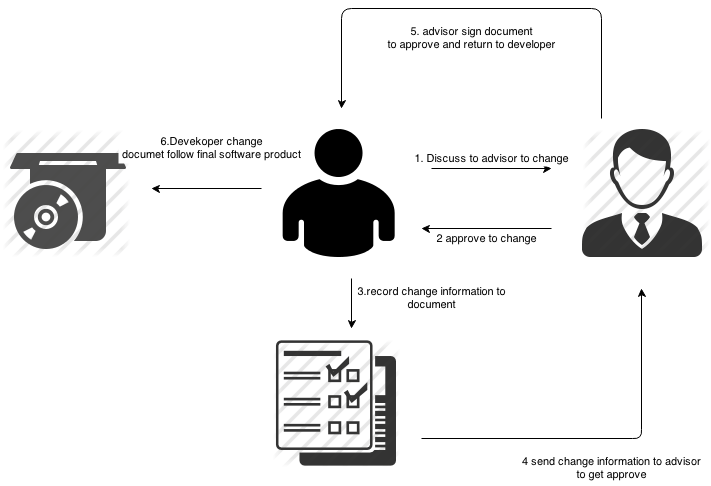 5. advisor sign document
to approve and return to developer
6.Devekoper change
documet follow final software product
1. Discuss to advisor to change
2 approve to change
3.record change information to
document
4 send change information to advisor
to get approve